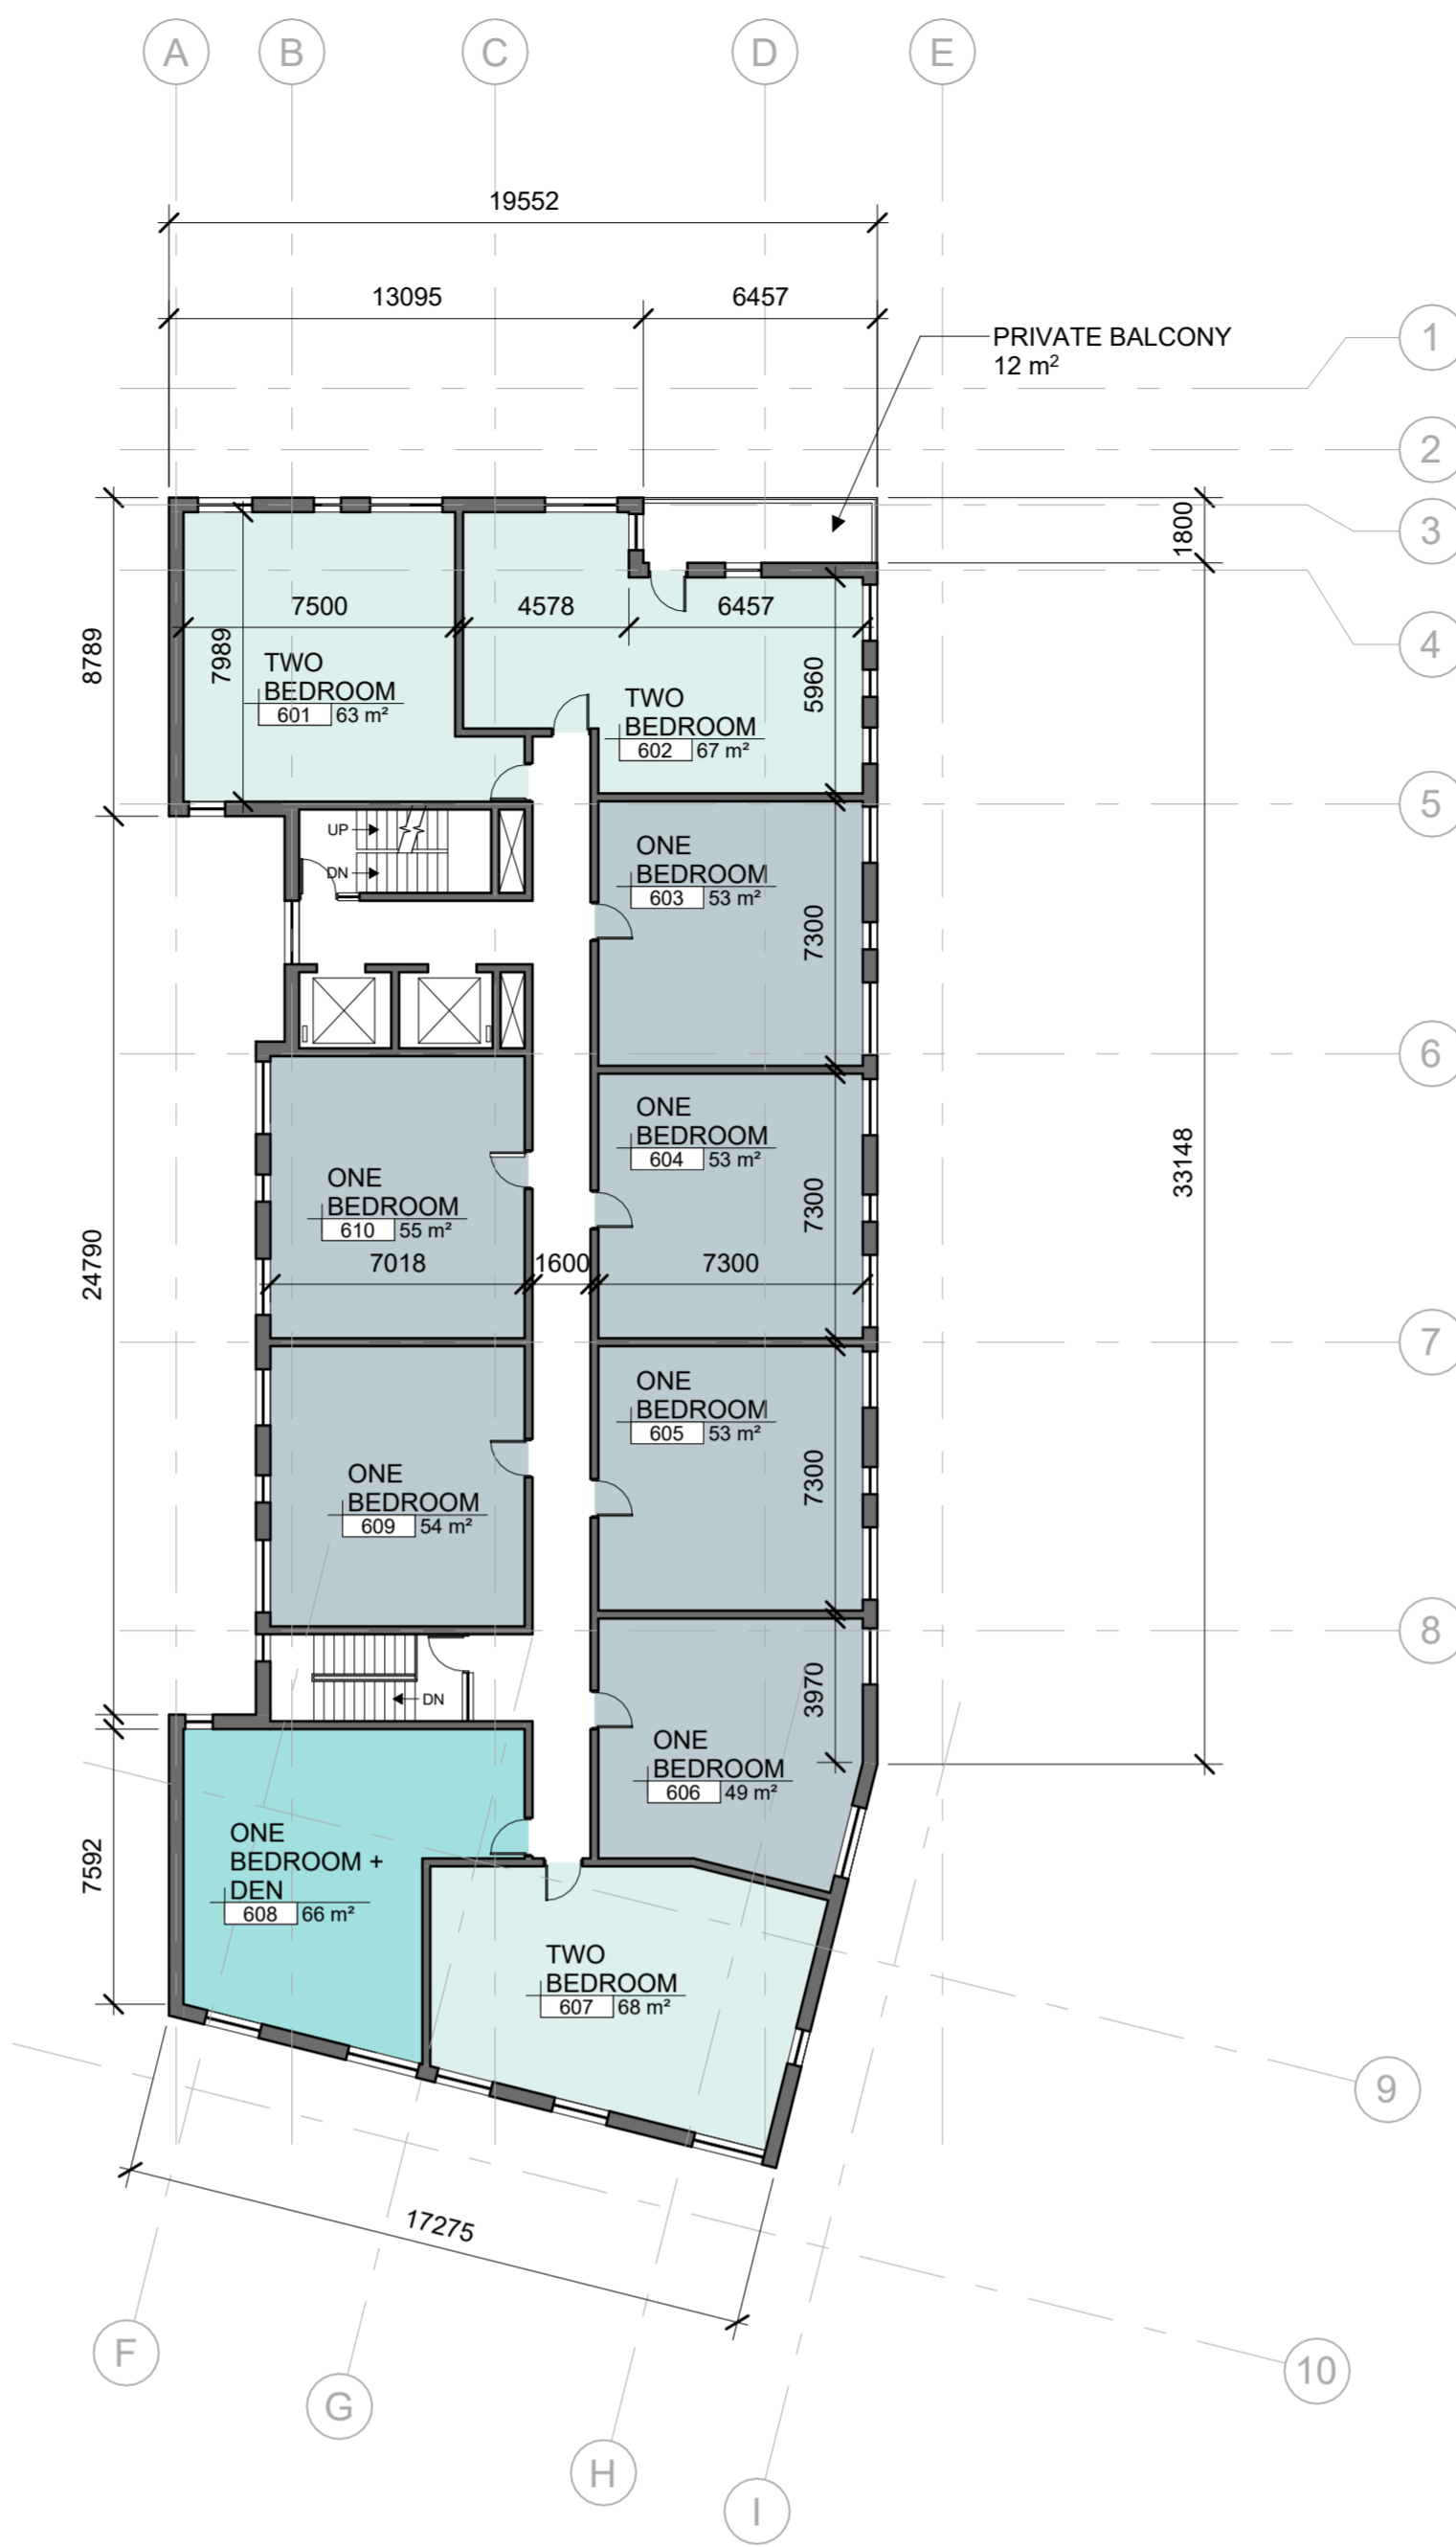 A
B
C
D
E
19552
13095
6457
PRIVATE BALCONY
12 m²
1
2
3
4
1800
8789
7989
7500
4578
6457
5960
TWO
BEDROOM
601 63 m²
TWO
BEDROOM
602 67 m²
5
UP
DN
ONE
BEDROOM
603 53 m²
7300
6
ONE
BEDROOM
604 53 m²
7300
33148
ONE
BEDROOM
610 55 m²
24790
7018
1600
7300
7
ONE
BEDROOM
605 53 m²
7300
ONE
BEDROOM
609 54 m²
8
DN
3970
ONE
BEDROOM
606 49 m²
7592
ONE
BEDROOM +
DEN
608 66 m²
TWO
BEDROOM
607 68 m²
9
17275
F
G
H
I
10